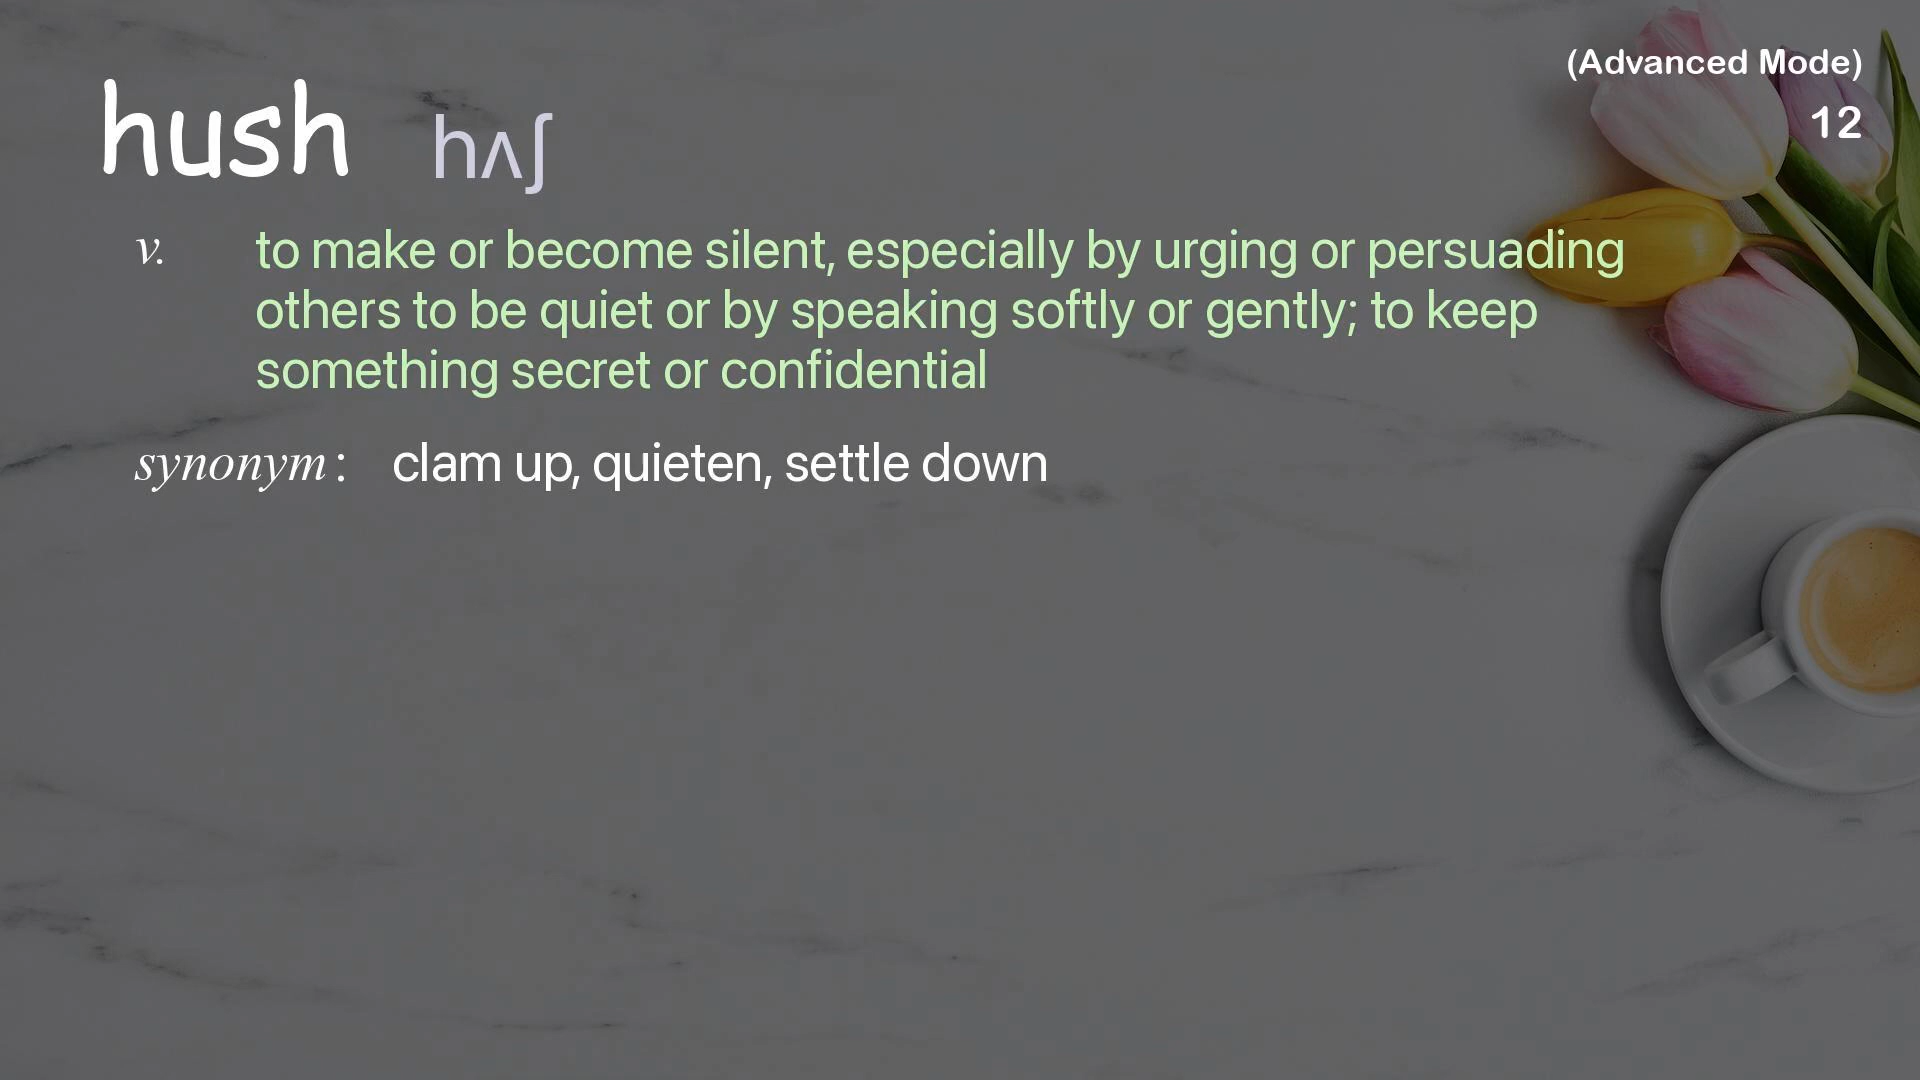 (Advanced Mode)
12
hush hʌʃ
v. to make or become silent, especially by urging or persuading
others to be quiet or by speaking softly or gently; to keep
something secret or confidential
synonym : clam up, quieten, settle down